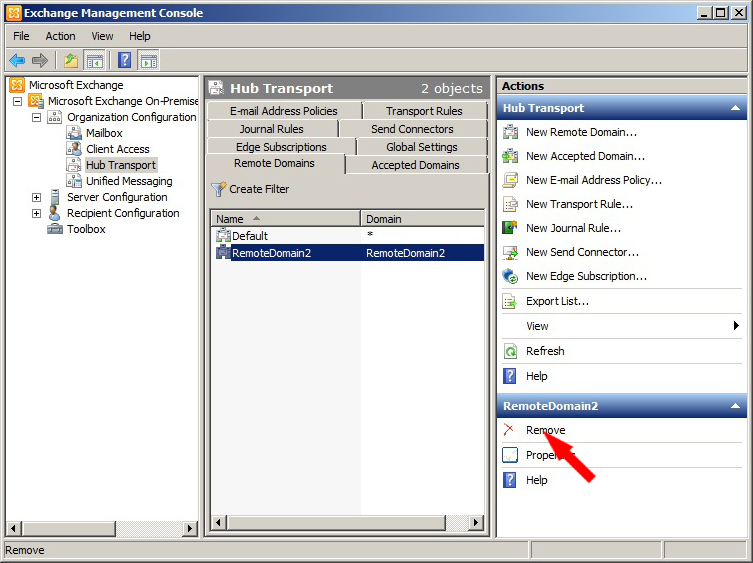 Exchange Management Console
File Action View Help
Microsoft Exchange
Microsoft Exchange On-Premise
Organization Configuration
Mailbox
Client Access
Hub Transport
Unified Messaging
Server Configuration
Recipient Configuration
Toolbox
Hub Transport 2 objects
E-mail Address Policies Transport Rules
Journal Rules Send Connectors
Edge Subscriptions Global Settings
Remote Domains Accepted Domains
Create Filter
Name Domain
Default *
RemoteDomain2 RemoteDomain2
Actions
Hub Transport
New Remote Domain...
New Accepted Domain...
New E-mail Address Policy...
New Transport Rule...
New Journal Rule...
New Send Connector...
New Edge Subscription...
Export List...
View
Refresh
Help
RemoteDomain2
Remove
Help
Remove